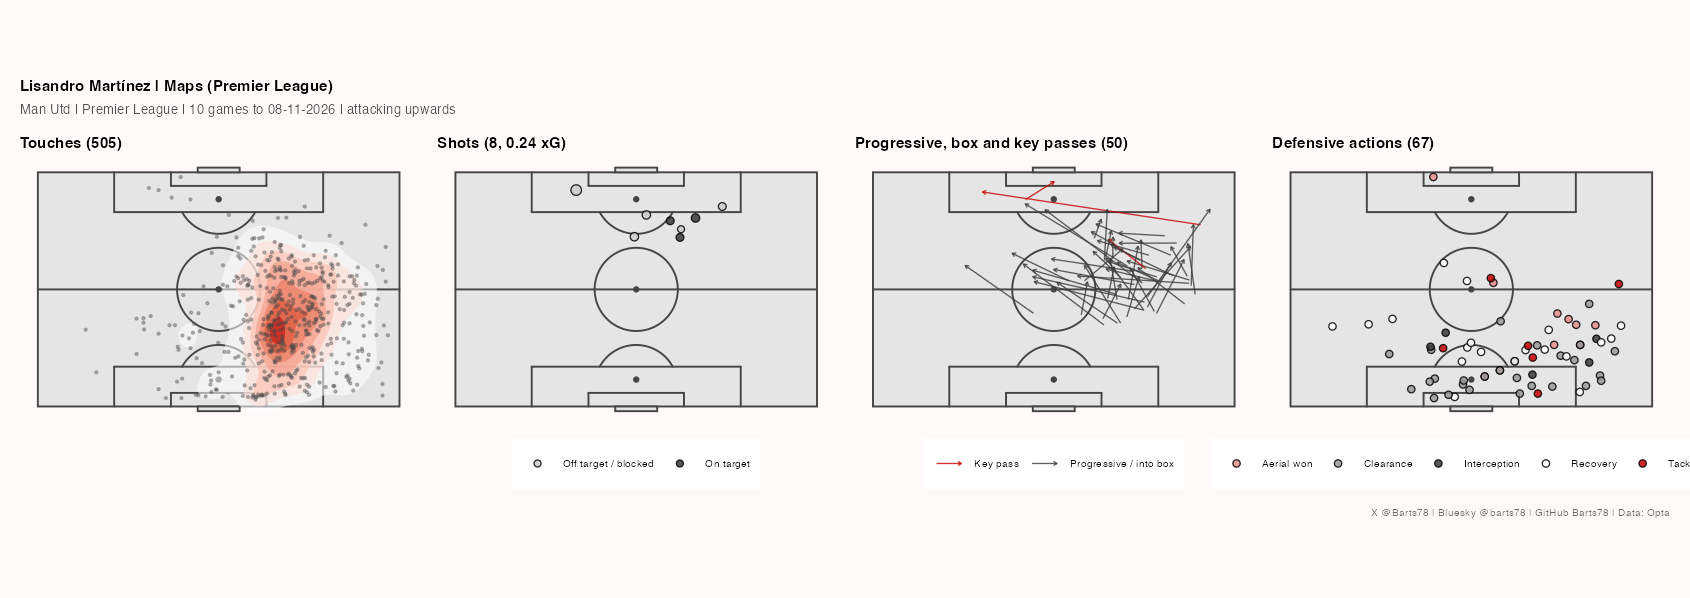 Lisandro Martínez | Maps (Premier League)
Man Utd | Premier League | 10 games to 08-11-2026 | attacking upwards
Touches (505)
Shots (8, 0.24 xG)
Progressive, box and key passes (50)
Defensive actions (67)
Off target / blocked
On target
Key pass
Progressive / into box
Aerial won
Clearance
Interception
Recovery
Tack
X @Barts78 | Bluesky @barts78 | GitHub Barts78 | Data: Opta